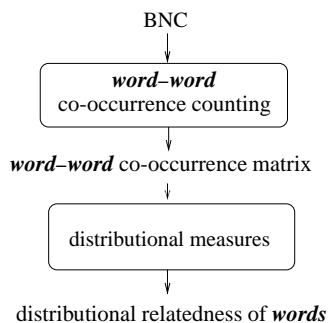 BNC
word–word
co-occurrence counting
word–word co-occurrence matrix
distributional measures
distributional relatedness of words